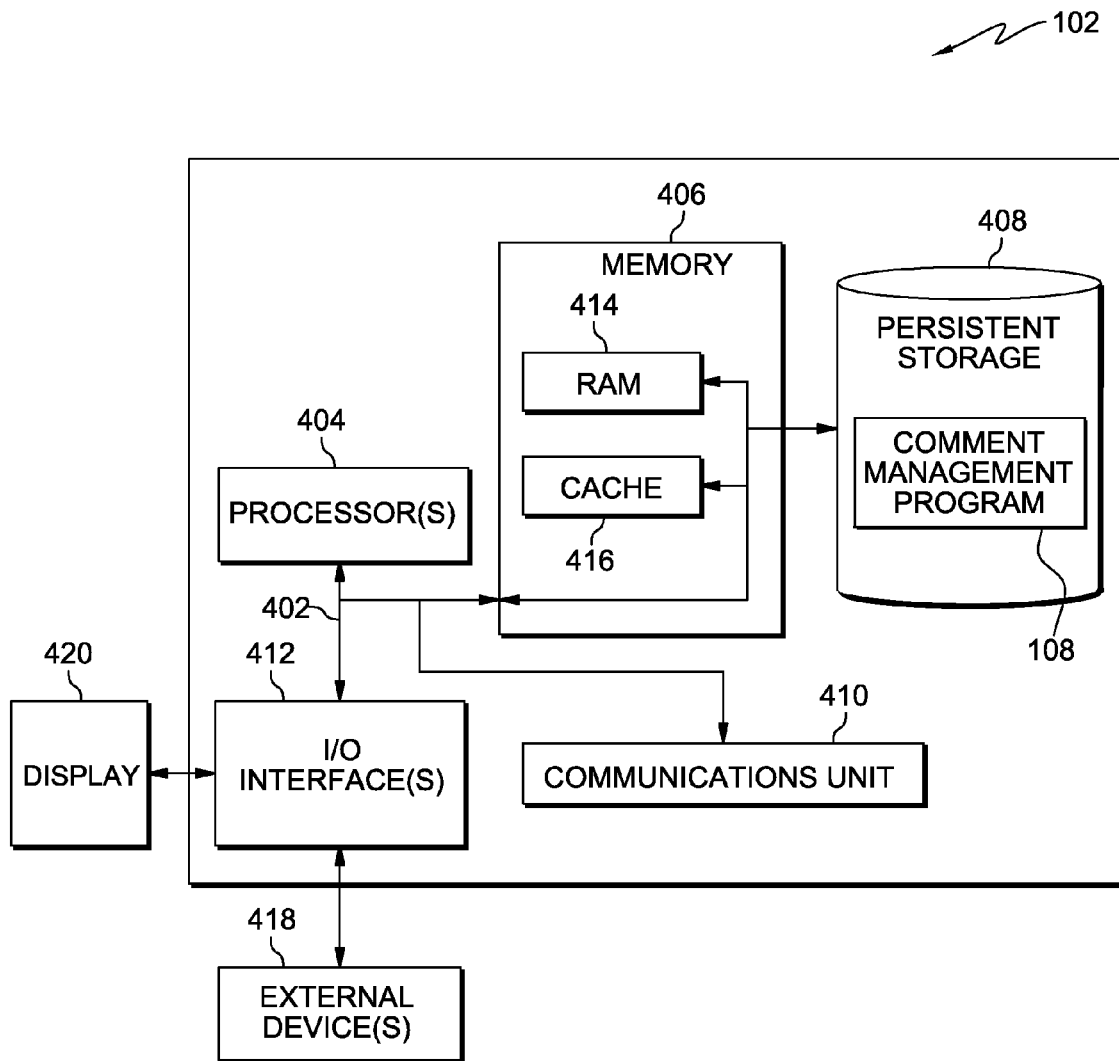 102
406
MEMORY
408
PERSISTENT
STORAGE
414
RAM
COMMENT
MANAGEMENT
PROGRAM
404
PROCESSOR(S)
CACHE
416
402
108
420
412
DISPLAY
I/O
INTERFACE(S)
410
COMMUNICATIONS UNIT
418
EXTERNAL
DEVICE(S)